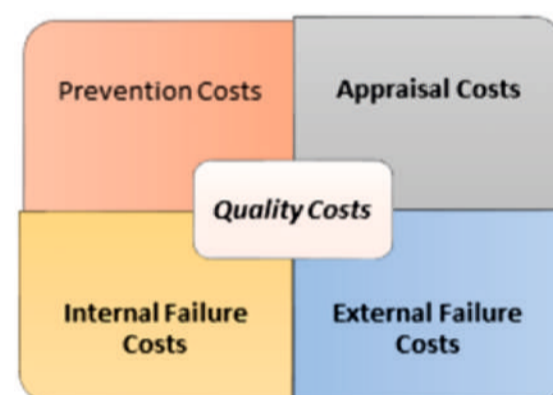 Prevention Costs
Appraisal Costs
Quality Costs
Internal Failure
Costs
External Failure
Costs